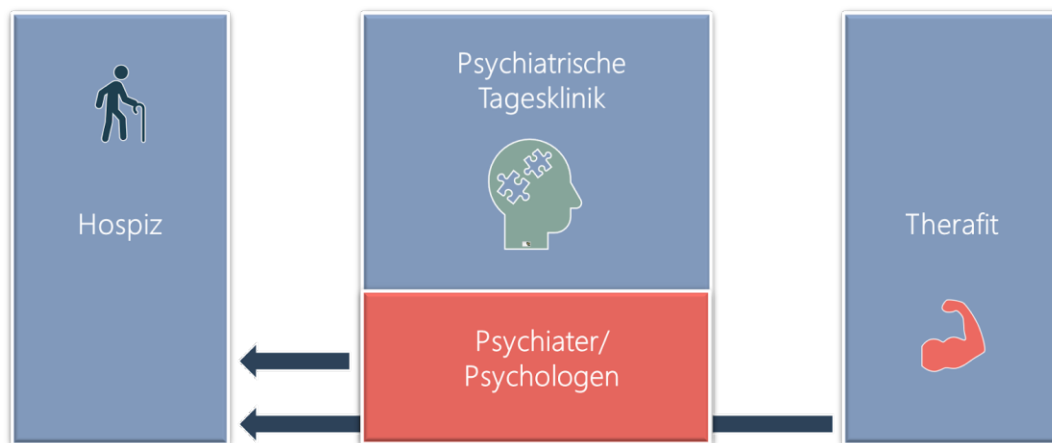 Hospiz
Psychiatrische
Tagesklinik
Psychiater/
Psychologen
Therafit